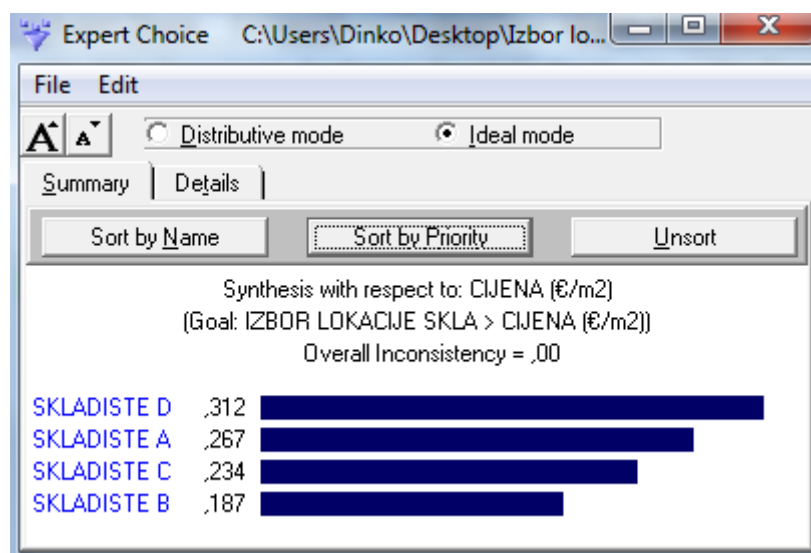 Expert Choice C:\Users\Dinko\Desktop\Izbor lo...
File Edit
A A Distributive mode Ideal mode
Summary Details
Sort by Name Sort by Priority Unsort
Synthesis with respect to: CIJENA (€/m2)
(Goal: IZBOR LOKACIJE SKLA > CIJENA (€/m2))
Overall Inconsistency = ,00
SKLADISTE D ,312
SKLADISTE A ,267
SKLADISTE C ,234
SKLADISTE B ,187